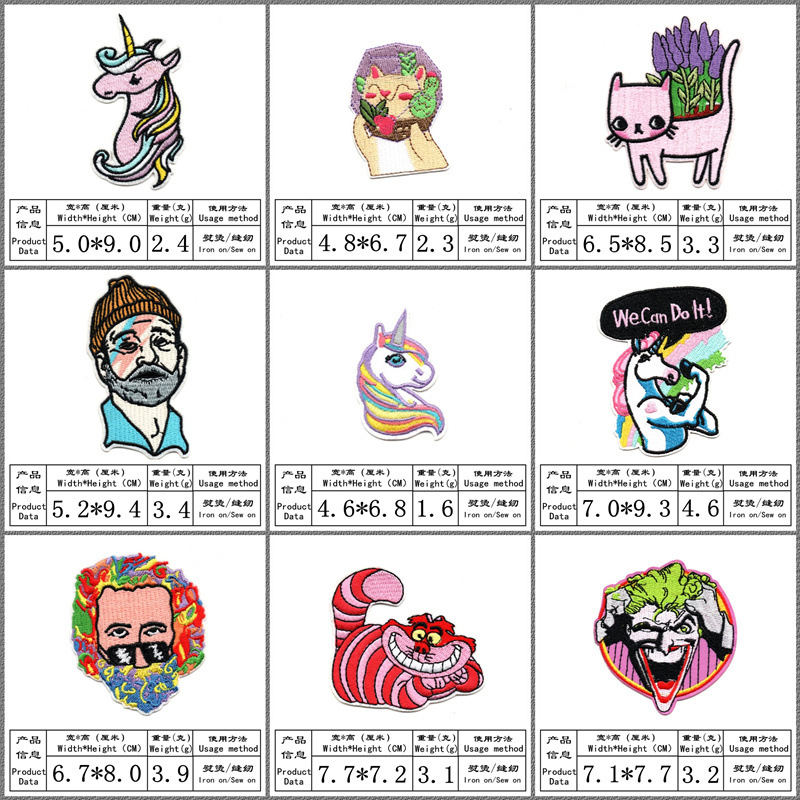 产品
信息
Product
Data
宽*高 (厘米)
Width*Height (CM)
重量(克)
Weight(g)
使用方法
Usage method
5.0*9.0
2.4
熨烫/缝纫
Iron on/Sew on
产品
信息
Product
Data
宽*高 (厘米)
Width*Height (CM)
重量(克)
Weight(g)
使用方法
Usage method
4.8*6.7
2.3
熨烫/缝纫
Iron on/Sew on
产品
信息
Product
Data
宽*高 (厘米)
Width*Height (CM)
重量(克)
Weight(g)
使用方法
Usage method
6.5*8.5
3.3
熨烫/缝纫
Iron on/Sew on
产品
信息
Product
Data
宽*高 (厘米)
Width*Height (CM)
重量(克)
Weight(g)
使用方法
Usage method
5.2*9.4
3.4
熨烫/缝纫
Iron on/Sew on
产品
信息
Product
Data
宽*高 (厘米)
Width*Height (CM)
重量(克)
Weight(g)
使用方法
Usage method
4.6*6.8
1.6
熨烫/缝纫
Iron on/Sew on
We Can Do It!
产品
信息
Product
Data
宽*高 (厘米)
Width*Height (CM)
重量(克)
Weight(g)
使用方法
Usage method
7.0*9.3
4.6
熨烫/缝纫
Iron on/Sew on
产品
信息
Product
Data
宽*高 (厘米)
Width*Height (CM)
重量(克)
Weight(g)
使用方法
Usage method
6.7*8.0
3.9
熨烫/缝纫
Iron on/Sew on
产品
信息
Product
Data
宽*高 (厘米)
Width*Height (CM)
重量(克)
Weight(g)
使用方法
Usage method
7.7*7.2
3.1
熨烫/缝纫
Iron on/Sew on
产品
信息
Product
Data
宽*高 (厘米)
Width*Height (CM)
重量(克)
Weight(g)
使用方法
Usage method
7.1*7.7
3.2
熨烫/缝纫
Iron on/Sew on